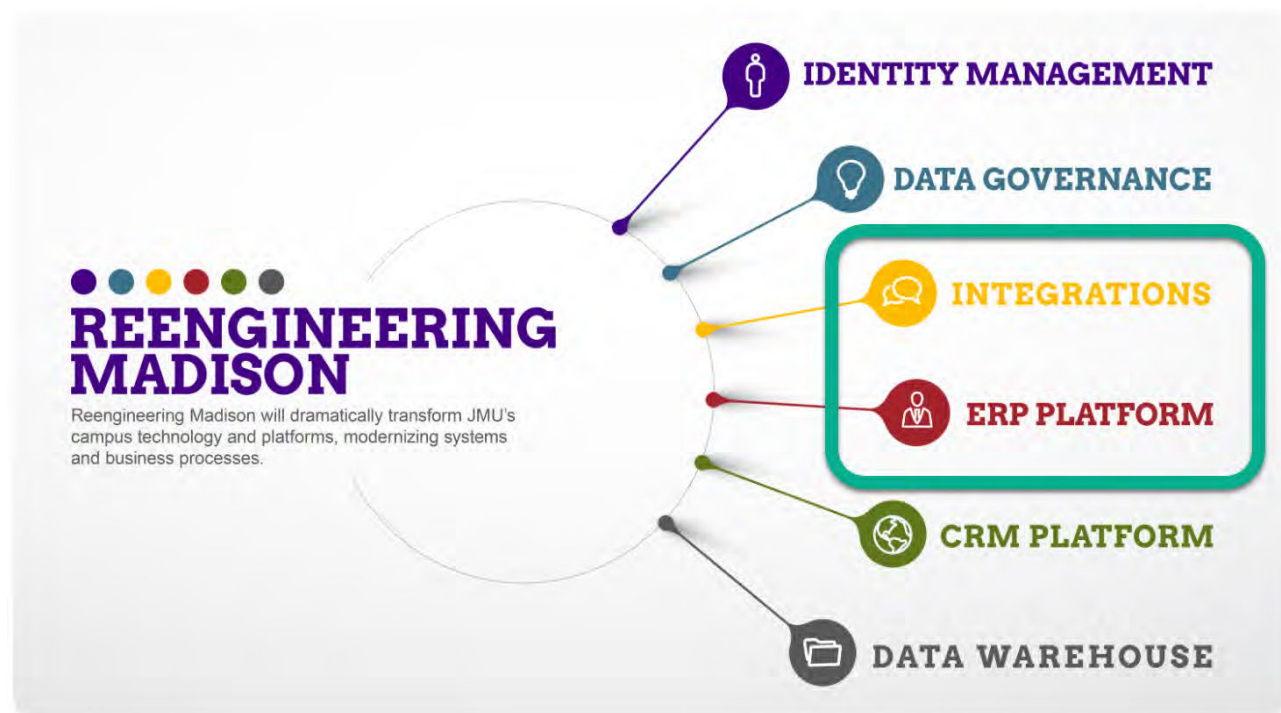 IDENTITY MANAGEMENT
DATA GOVERNANCE
INTEGRATIONS
REENGINEERING
MADISON
Reengineering Madison will dramatically transform JMU's
campus technology and platforms, modernizing systems
and business processes.
ERP PLATFORM
CRM PLATFORM
DATA WAREHOUSE